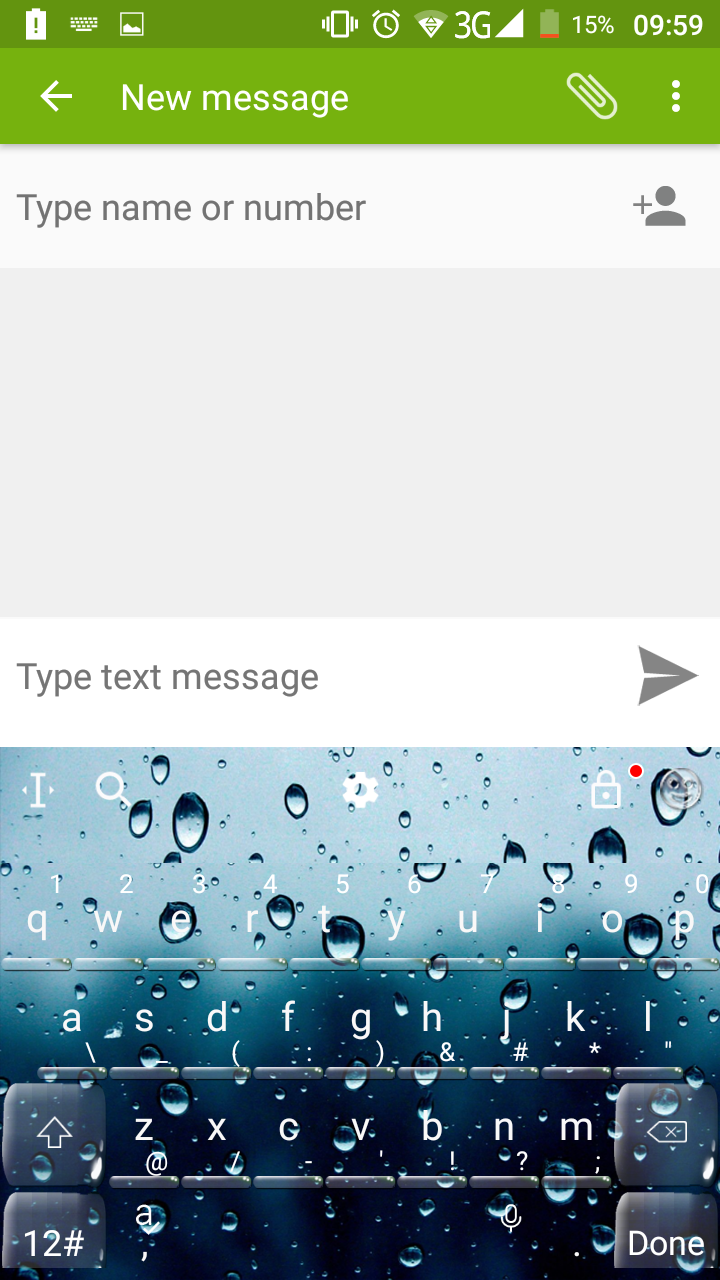 3G 15% 09:59
New message
Type name or number
Type text message
1 2 3 4 5 6 7 8 9 0
q w e r t y u i o p
a s d f g h j k l
\ _ ( : ) & # * "
z x c v b n m
@ / - ' ! ? ;
a
12# , . Done